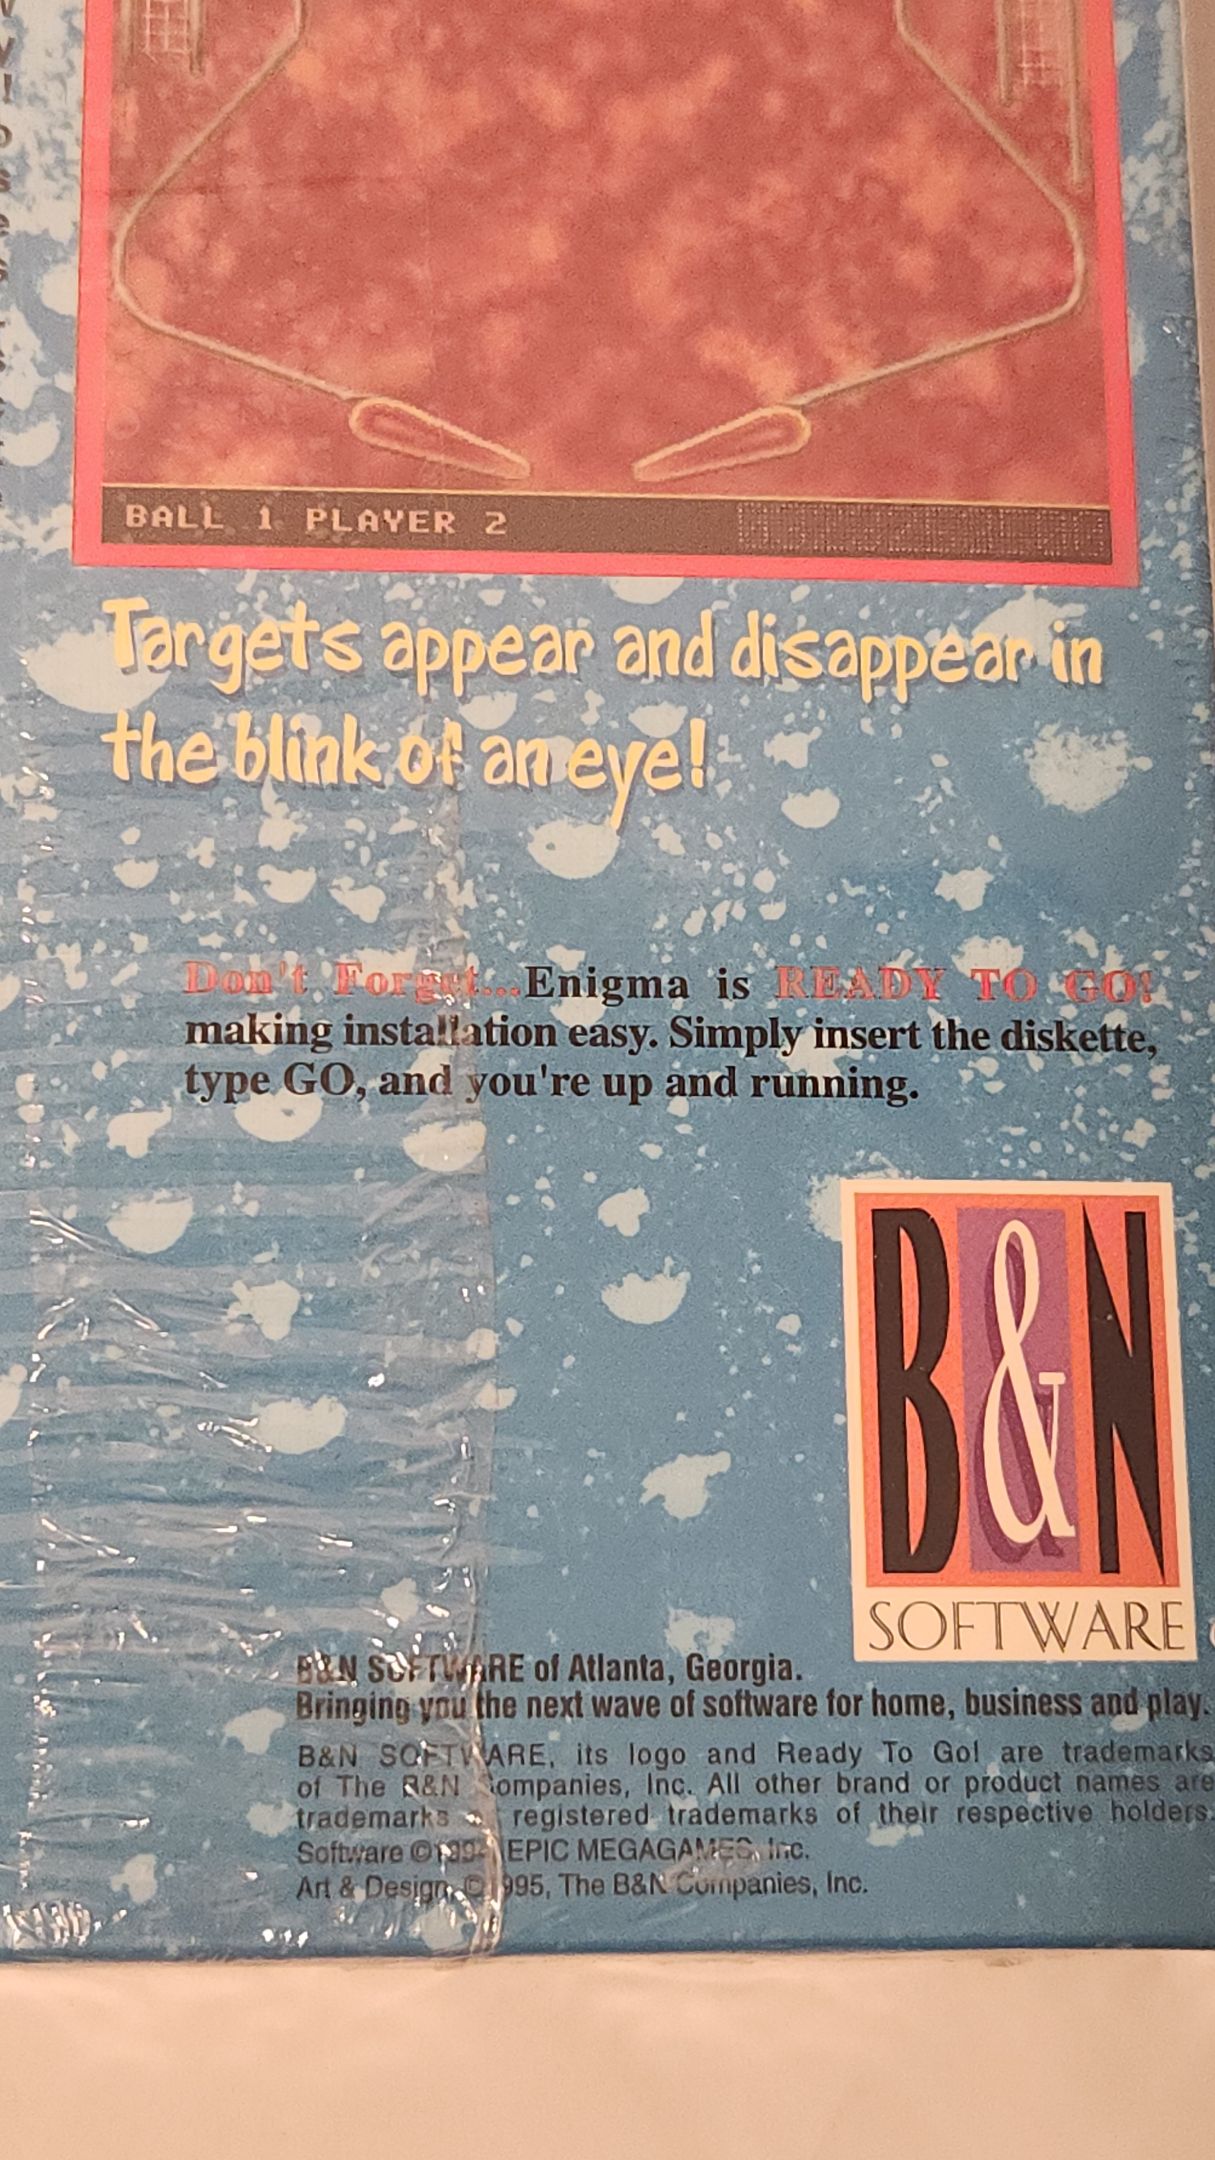 BALL 1 PLAYER 2
Targets appear and disappear in
the blink of an eye!
Don't Forget...Enigma is READY TO GO!
making installation easy. Simply insert the diskette,
type GO, and you're up and running.
B&N
SOFTWARE
B&N SOFTWARE of Atlanta, Georgia.
Bringing you the next wave of software for home, business and play.
B&N SOFTWARE, its logo and Ready To Go! are trademarks
of The B&N Companies, Inc. All other brand or product names are
trademarks or registered trademarks of their respective holders.
Software © EPIC MEGAGAMES, Inc.
Art & Design © 1995, The B&N Companies, Inc.